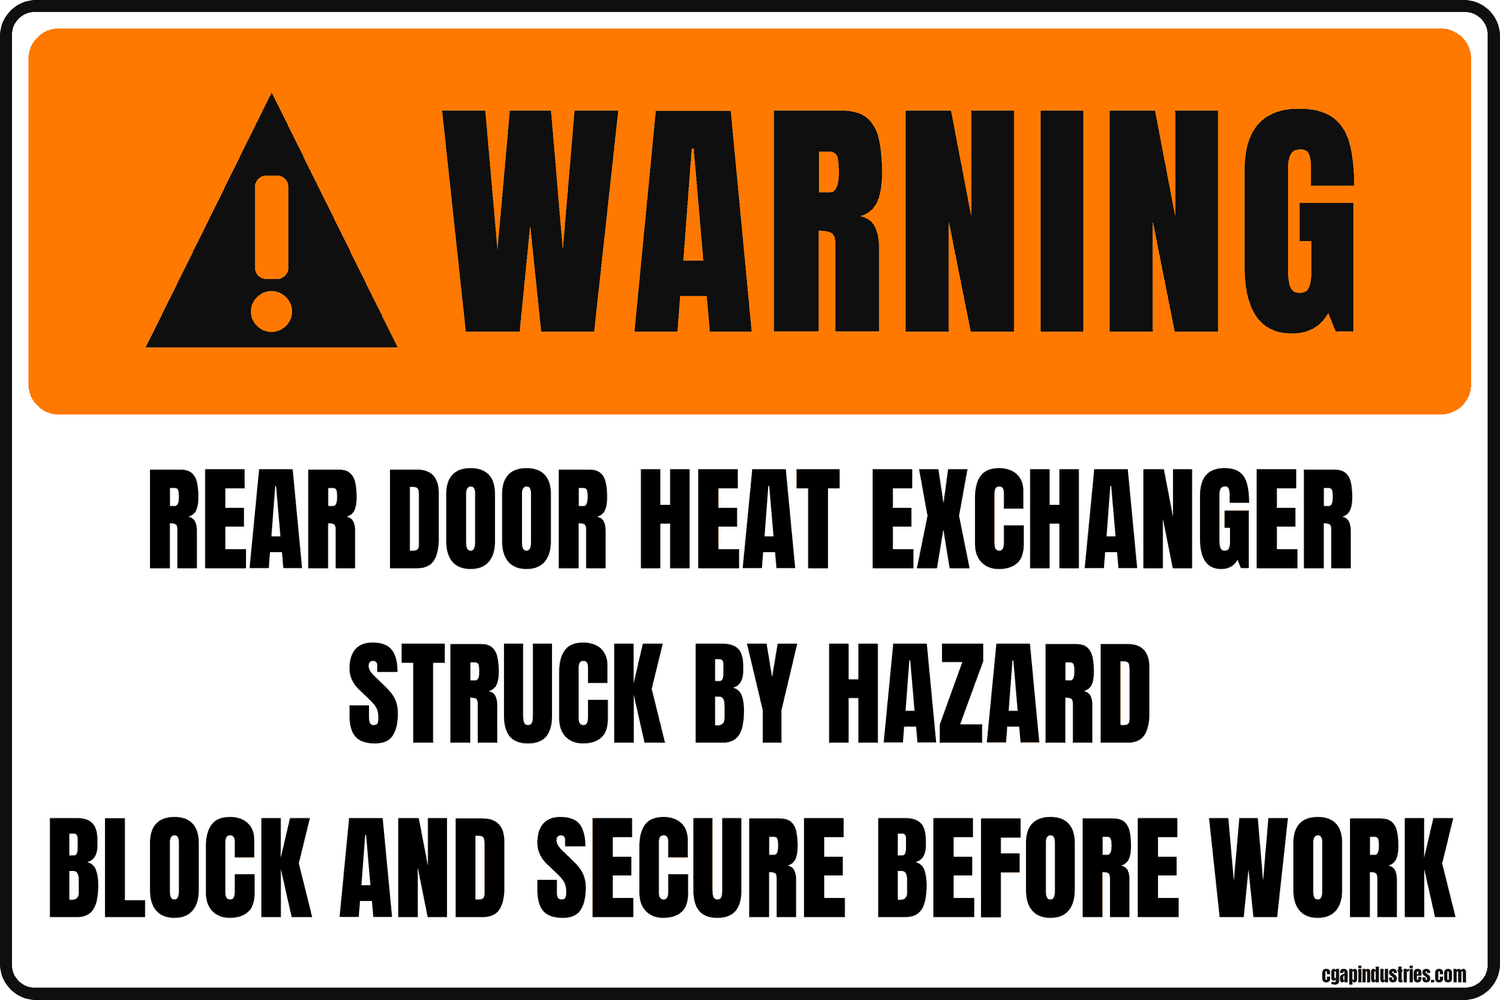 WARNING
REAR DOOR HEAT EXCHANGER
STRUCK BY HAZARD
BLOCK AND SECURE BEFORE WORK
cgapindustries.com